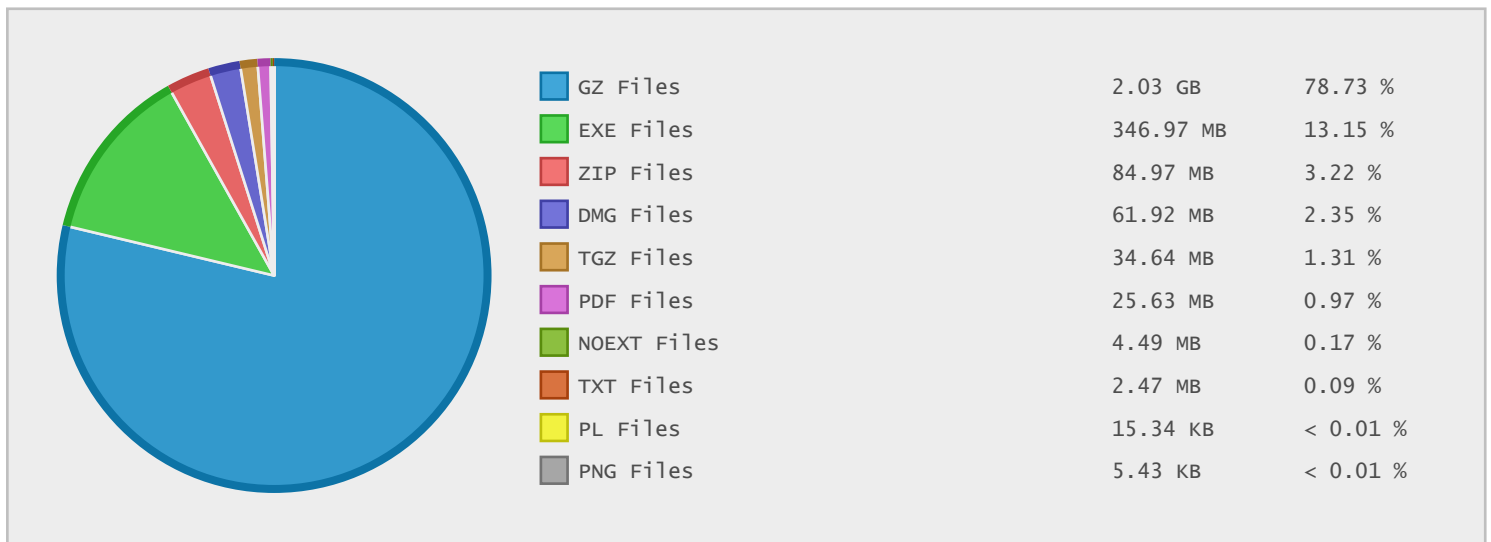 GZ Files 2.03 GB 78.73 %
EXE Files 346.97 MB 13.15 %
ZIP Files 84.97 MB 3.22 %
DMG Files 61.92 MB 2.35 %
TGZ Files 34.64 MB 1.31 %
PDF Files 25.63 MB 0.97 %
NOEXT Files 4.49 MB 0.17 %
TXT Files 2.47 MB 0.09 %
PL Files 15.34 KB < 0.01 %
PNG Files 5.43 KB < 0.01 %